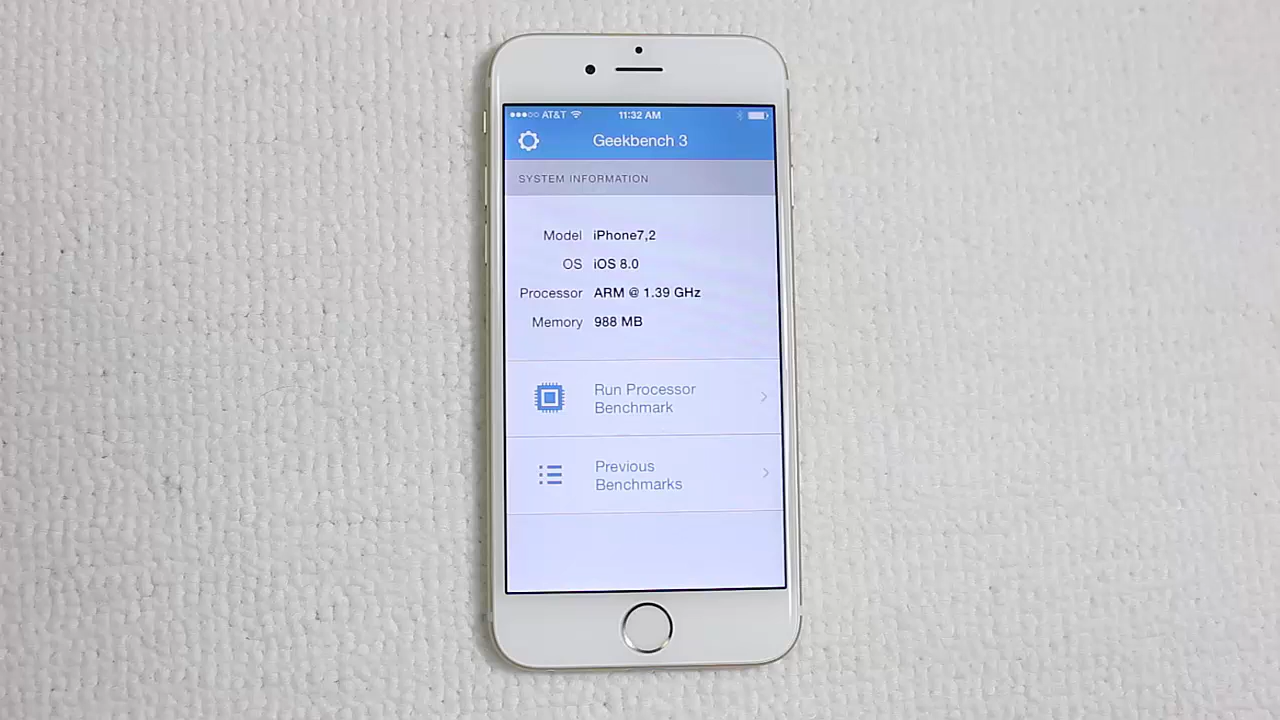 AT&T 11:32 AM
Geekbench 3
SYSTEM INFORMATION
Model iPhone7,2
OS iOS 8.0
Processor ARM @ 1.39 GHz
Memory 988 MB
Run Processor
Benchmark
Previous
Benchmarks